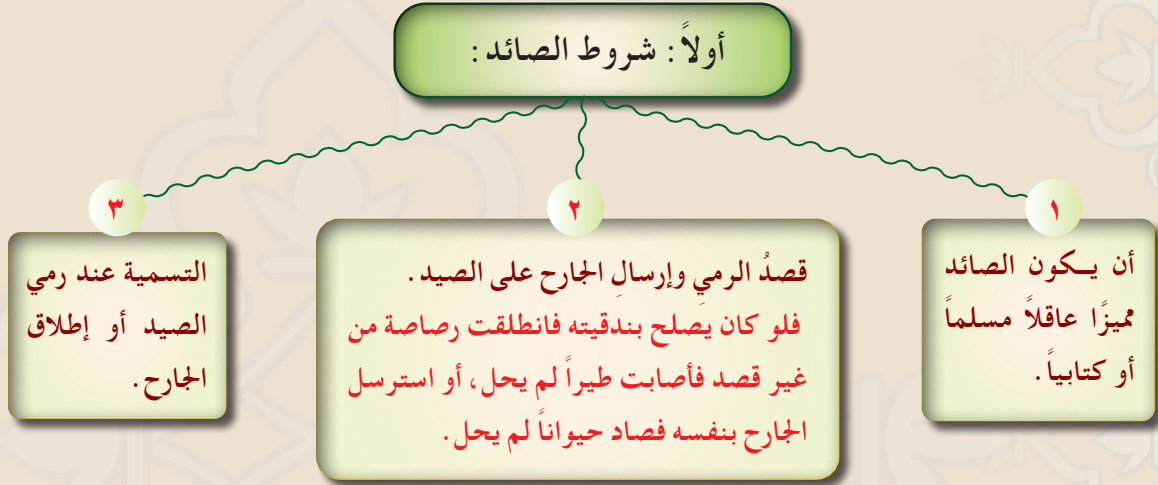 أولاً : شروط الصائد :
١
أن يـكون الصائد
مميزًا عاقلاً مسلماً
أو كتابياً .
٢
قصدُ الرميِ وإرسالِ الجارح على الصيد .
فلو كان يصلح بندقيته فانطلقت رصاصة من
غير قصد فأصابت طيراً لم يحل ، أو استرسل
الجارح بنفسه فصاد حيواناً لم يحل .
٣
التسمية عند رمي
الصيد أو إطلاق
الجارح .